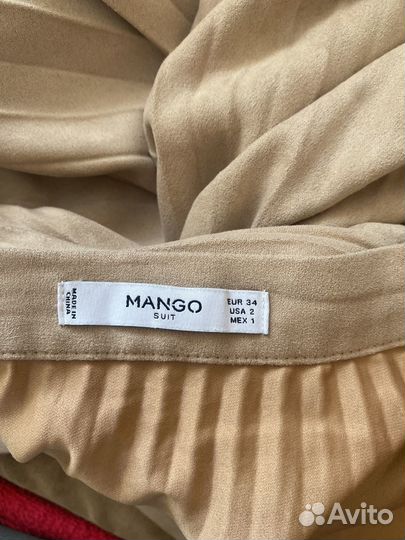 MADE IN
CHINA
MANGO
SUIT
EUR 34
USA 2
MEX 1
Avito